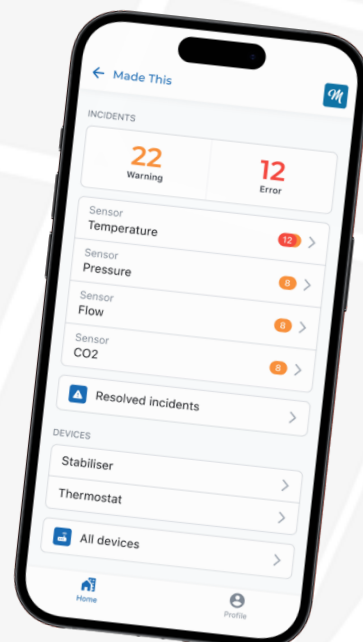 Made This
M
INCIDENTS
22
Warning
12
Error
Sensor
Temperature
12
Sensor
Pressure
8
Sensor
Flow
8
Sensor
CO2
8
Resolved incidents
DEVICES
Stabiliser
Thermostat
All devices
Home
Profile